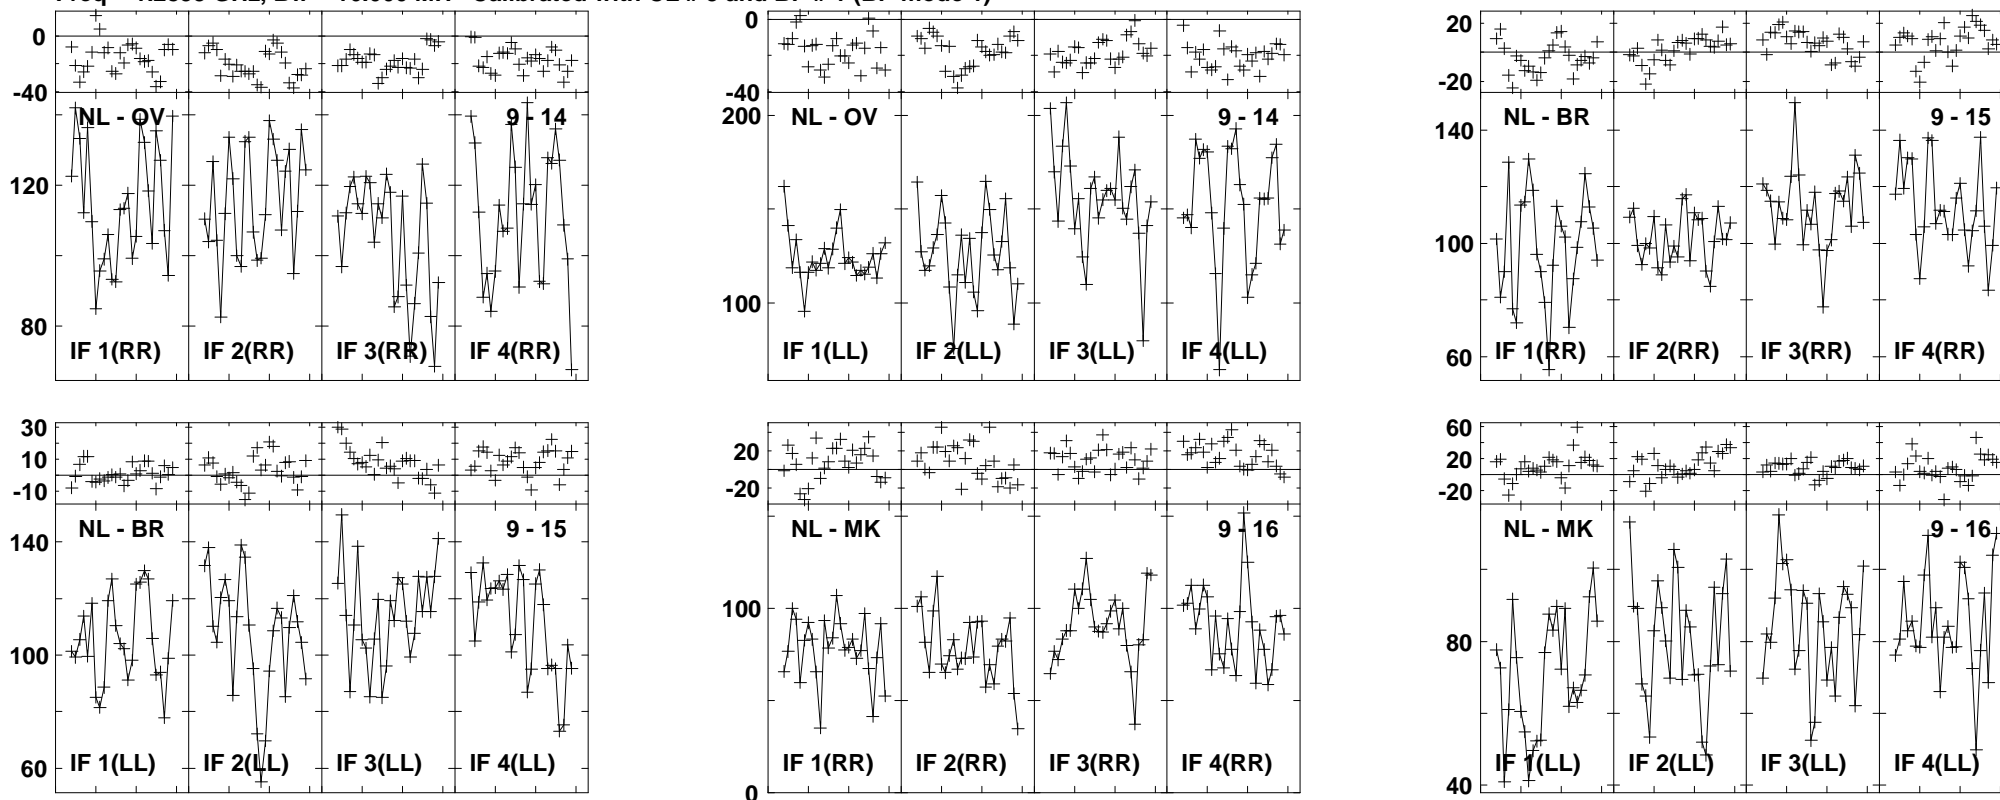 0
-40
NL - OV 9 - 14
120
80
IF 1(RR) IF 2(RR) IF 3(RR) IF 4(RR)
0
-40
200
NL - OV 9 - 14
100
IF 1(LL) IF 2(LL) IF 3(LL) IF 4(LL)
20
0
-20
140
NL - BR 9 - 15
100
60
IF 1(RR) IF 2(RR) IF 3(RR) IF 4(RR)
30
10
-10
NL - BR 9 - 15
140
100
60
IF 1(LL) IF 2(LL) IF 3(LL) IF 4(LL)
20
-20
NL - MK 9 - 16
100
0
IF 1(RR) IF 2(RR) IF 3(RR) IF 4(RR)
60
20
-20
NL - MK 9 - 16
80
40
IF 1(LL) IF 2(LL) IF 3(LL) IF 4(LL)